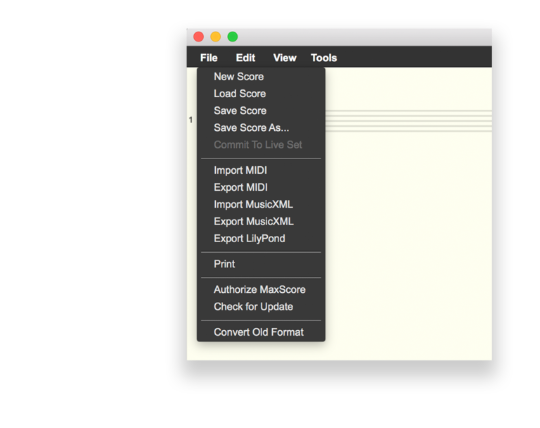 File Edit View Tools
New Score
Load Score
1
Save Score
Save Score As...
Commit To Live Set
Import MIDI
Export MIDI
Import MusicXML
Export MusicXML
Export LilyPond
Print
Authorize MaxScore
Check for Update
Convert Old Format